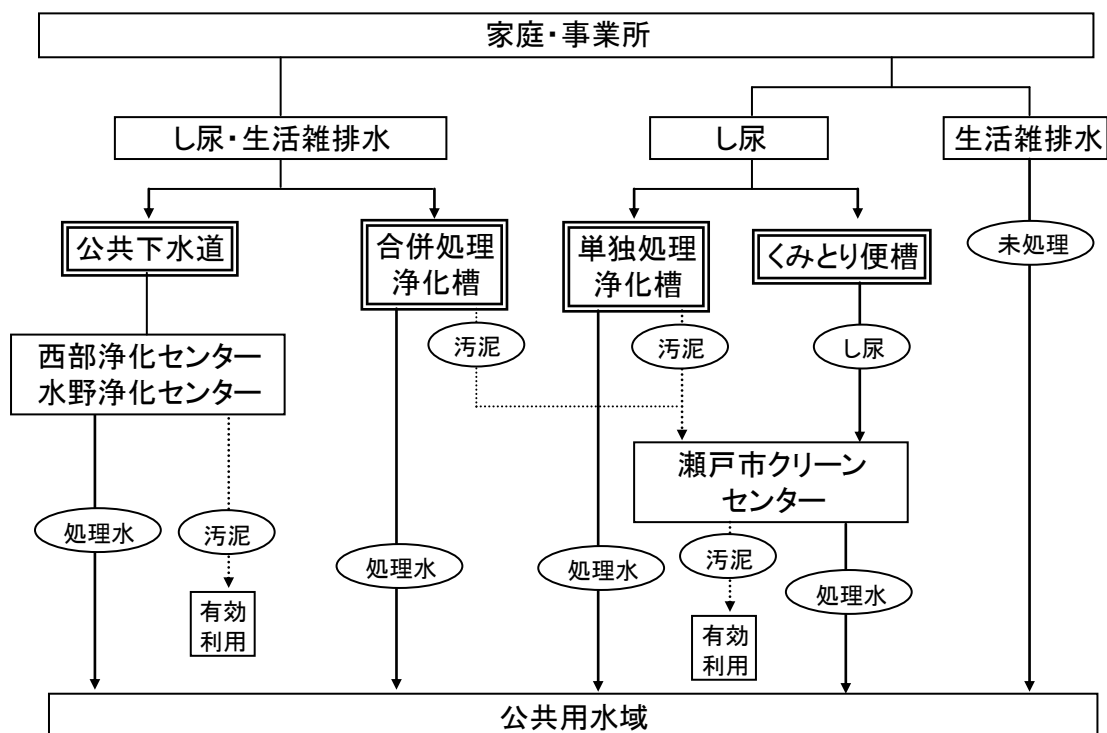 家庭・事業所
し尿・生活雑排水
し尿
生活雑排水
公共下水道
合併処理
浄化槽
単独処理
浄化槽
くみとり便槽
未処理
西部浄化センター
水野浄化センター
汚泥
汚泥
し尿
瀬戸市クリーン
センター
処理水
汚泥
処理水
処理水
汚泥
処理水
有効
利用
有効
利用
公共用水域